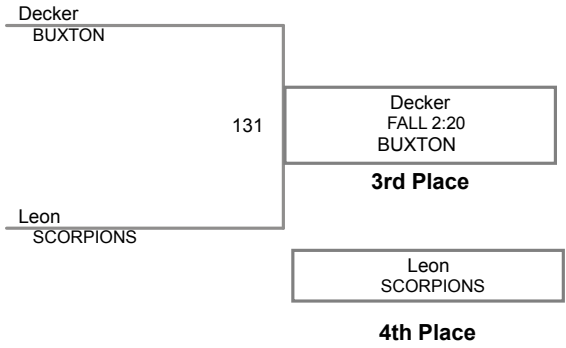 Decker
BUXTON
131
Decker
FALL 2:20
BUXTON
3rd Place
Leon
SCORPIONS
Leon
SCORPIONS
4th Place